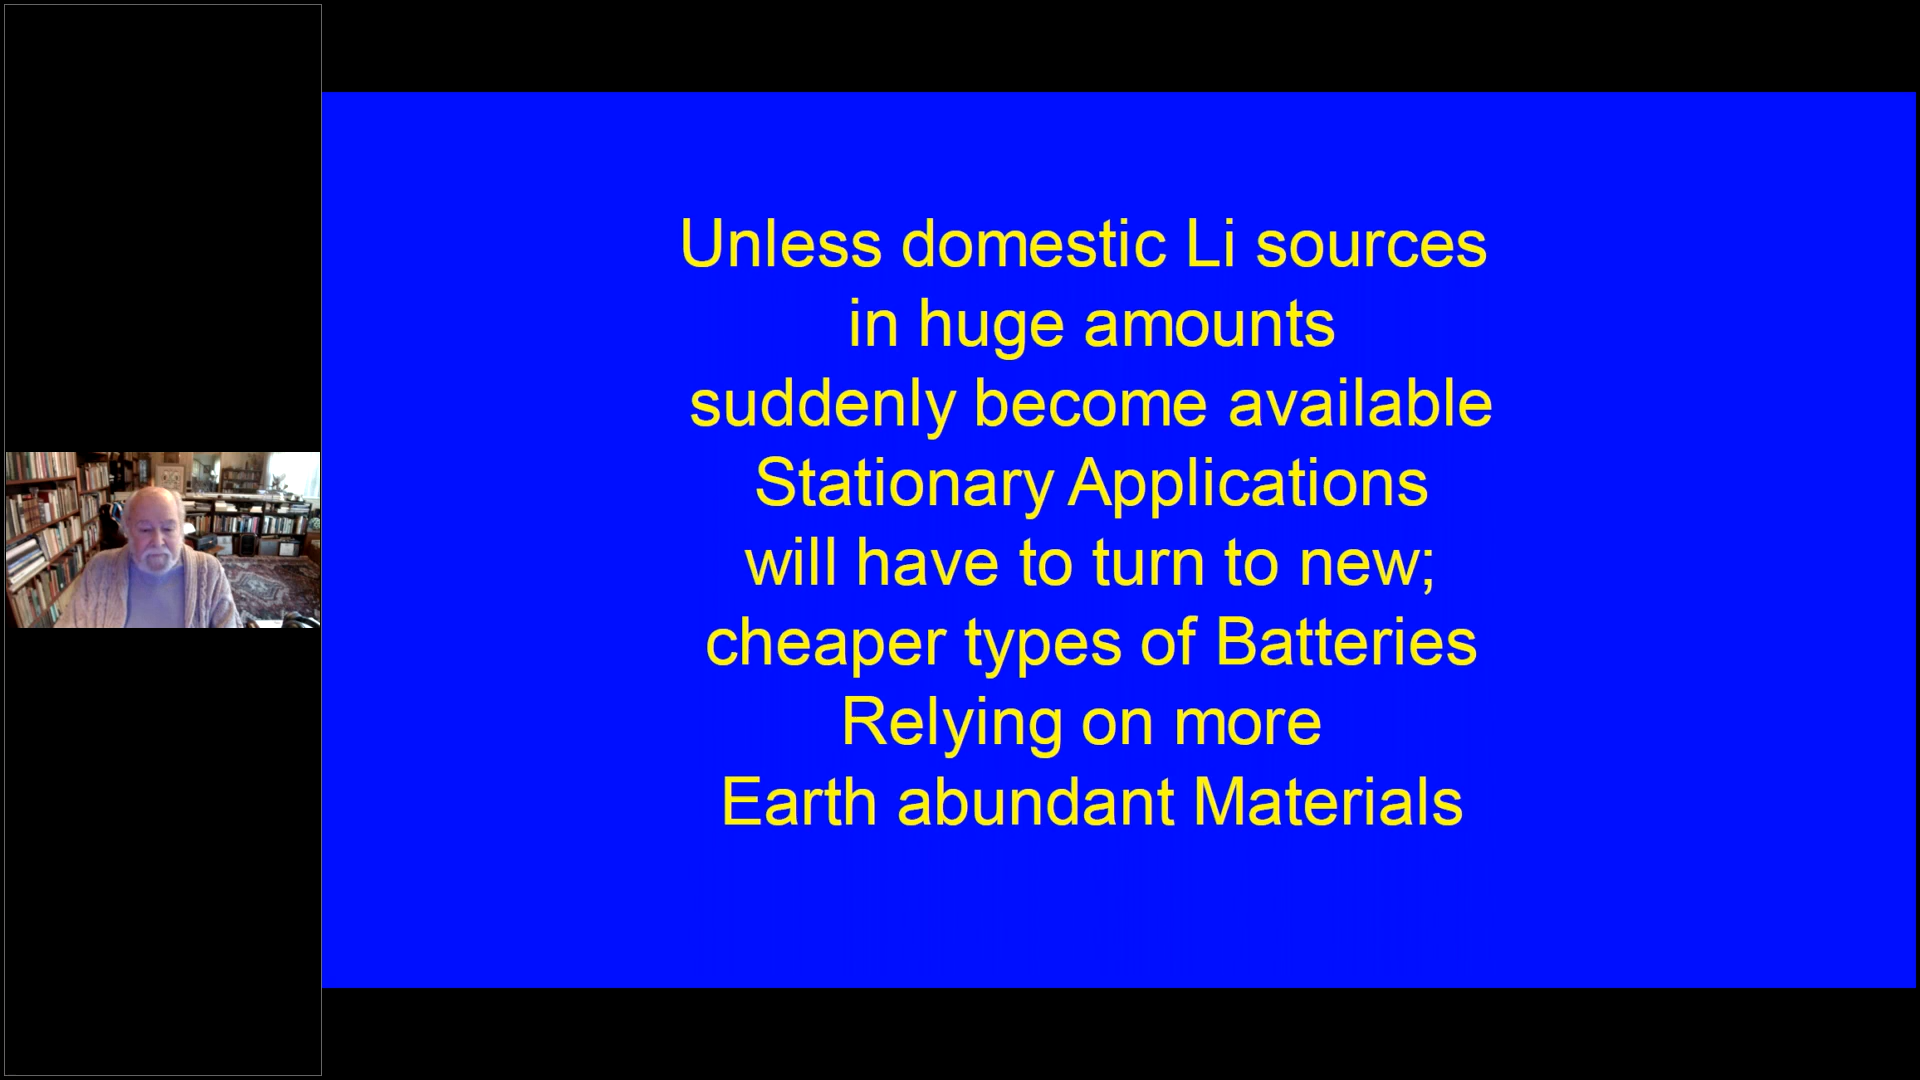 Unless domestic Li sources
in huge amounts
suddenly become available
Stationary Applications
will have to turn to new;
cheaper types of Batteries
Relying on more
Earth abundant Materials